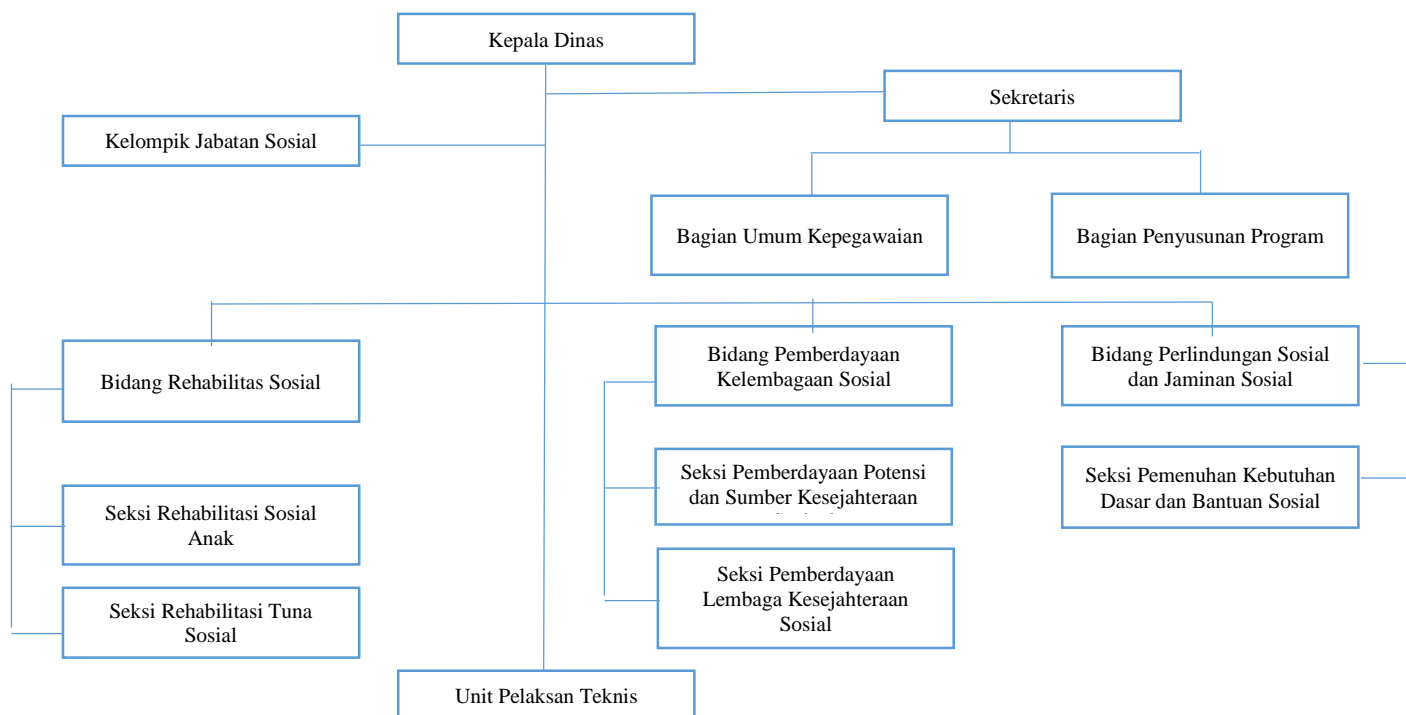 Kepala Dinas
Sekretaris
Kelompik Jabatan Sosial
Bagian Umum Kepegawaian
Bagian Penyusunan Program
Bidang Rehabilitas Sosial
Bidang Pemberdayaan
Kelembagaan Sosial
Bidang Perlindungan Sosial
dan Jaminan Sosial
Seksi Rehabilitasi Sosial
Anak
Seksi Pemberdayaan Potensi
dan Sumber Kesejahteraan
Seksi Pemenuhan Kebutuhan
Dasar dan Bantuan Sosial
Seksi Rehabilitasi Tuna
Sosial
Seksi Pemberdayaan
Lembaga Kesejahteraan
Sosial
Unit Pelaksan Teknis